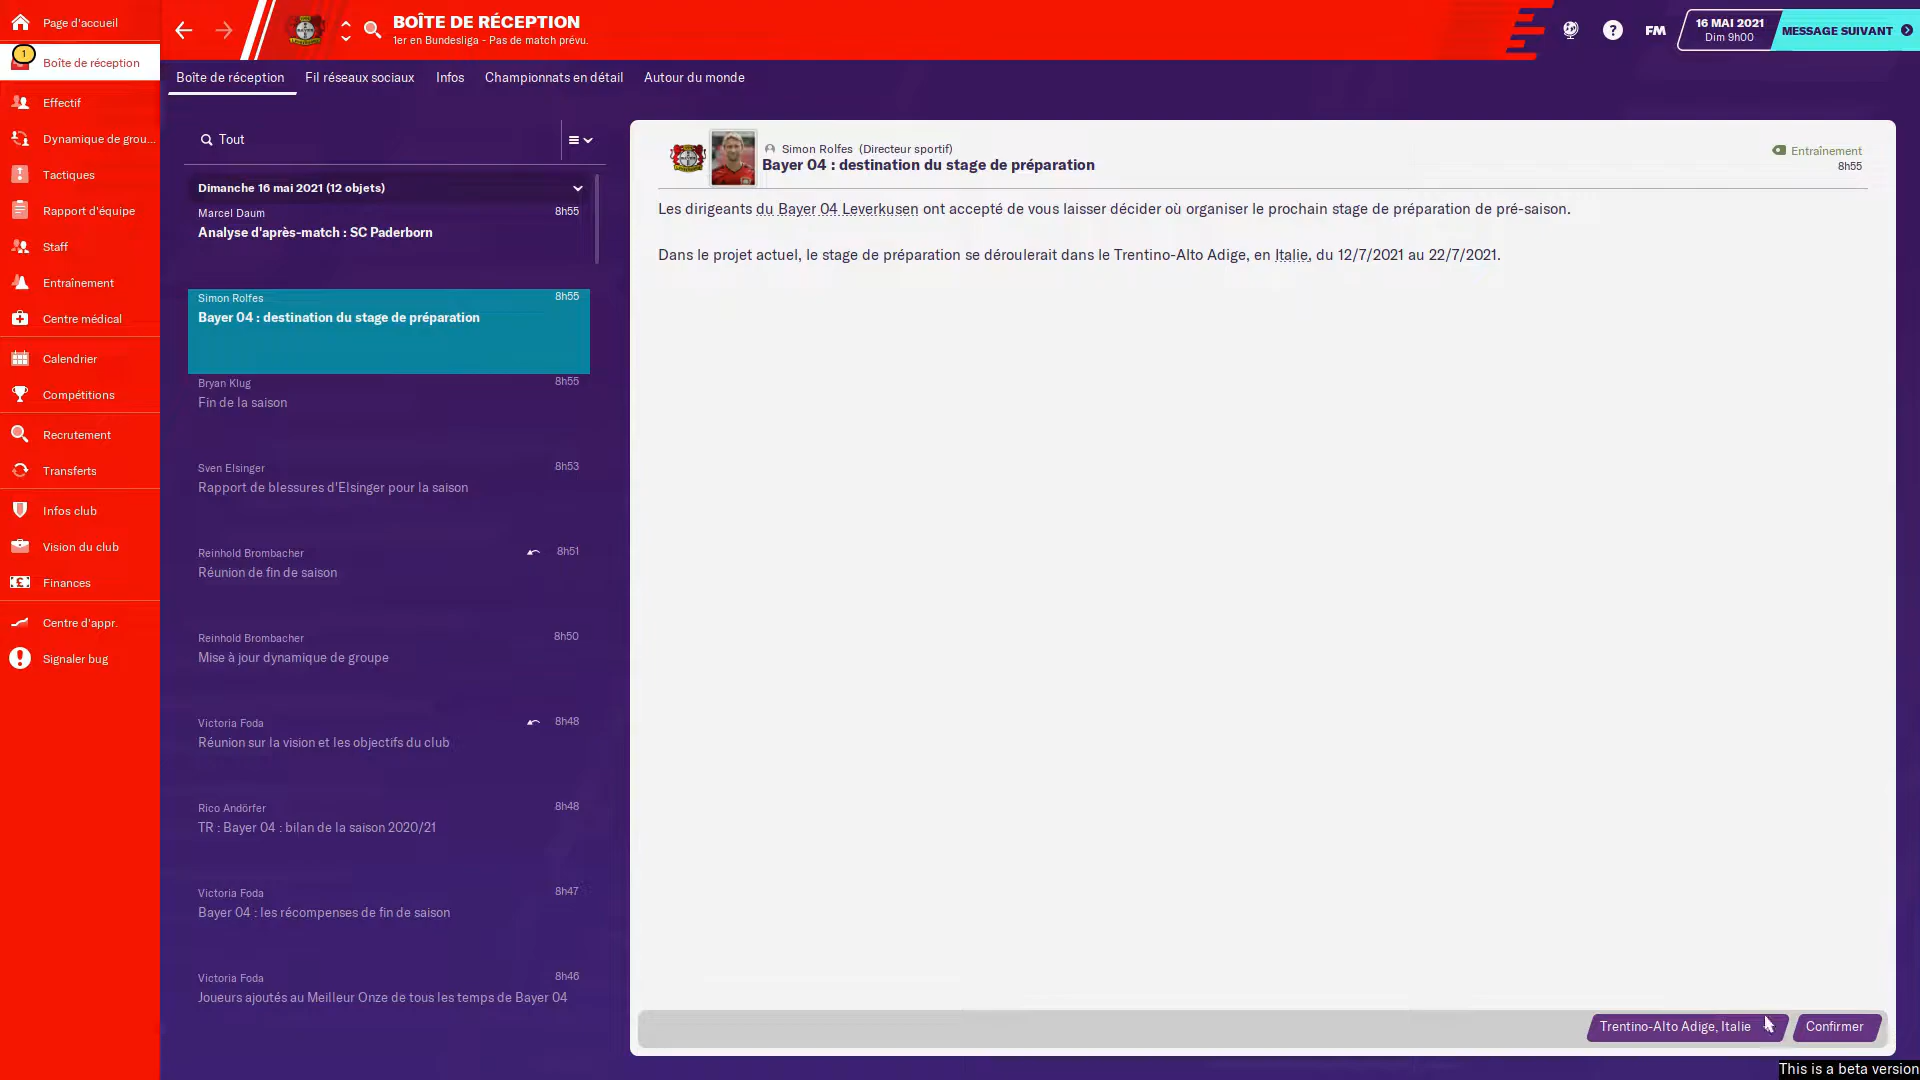 Page d'accueil
1
Boîte de réception
Effectif
Dynamique de grou...
Tactiques
Rapport d'équipe
Staff
Entraînement
Centre médical
Calendrier
Compétitions
Recrutement
Transferts
Infos club
Vision du club
Finances
Centre d'appr.
Signaler bug
BOÎTE DE RÉCEPTION
1er en Bundesliga - Pas de match prévu.
FM
16 MAI 2021
Dim 9h00
MESSAGE SUIVANT
Boîte de réception
Fil réseaux sociaux
Infos
Championnats en détail
Autour du monde
Tout
Dimanche 16 mai 2021 (12 objets)
Marcel Daum 8h55
Analyse d'après-match : SC Paderborn
Simon Rolfes 8h55
Bayer 04 : destination du stage de préparation
Bryan Klug 8h55
Fin de la saison
Sven Elsinger 8h53
Rapport de blessures d'Elsinger pour la saison
Reinhold Brombacher 8h51
Réunion de fin de saison
Reinhold Brombacher 8h50
Mise à jour dynamique de groupe
Victoria Foda 8h48
Réunion sur la vision et les objectifs du club
Rico Andörfer 8h48
TR : Bayer 04 : bilan de la saison 2020/21
Victoria Foda 8h47
Bayer 04 : les récompenses de fin de saison
Victoria Foda 8h46
Joueurs ajoutés au Meilleur Onze de tous les temps de Bayer 04
Simon Rolfes (Directeur sportif)
Bayer 04 : destination du stage de préparation
Entraînement
8h55
Les dirigeants du Bayer 04 Leverkusen ont accepté de vous laisser décider où organiser le prochain stage de préparation de pré-saison.
Dans le projet actuel, le stage de préparation se déroulerait dans le Trentino-Alto Adige, en Italie, du 12/7/2021 au 22/7/2021.
Trentino-Alto Adige, Italie
Confirmer
This is a beta version